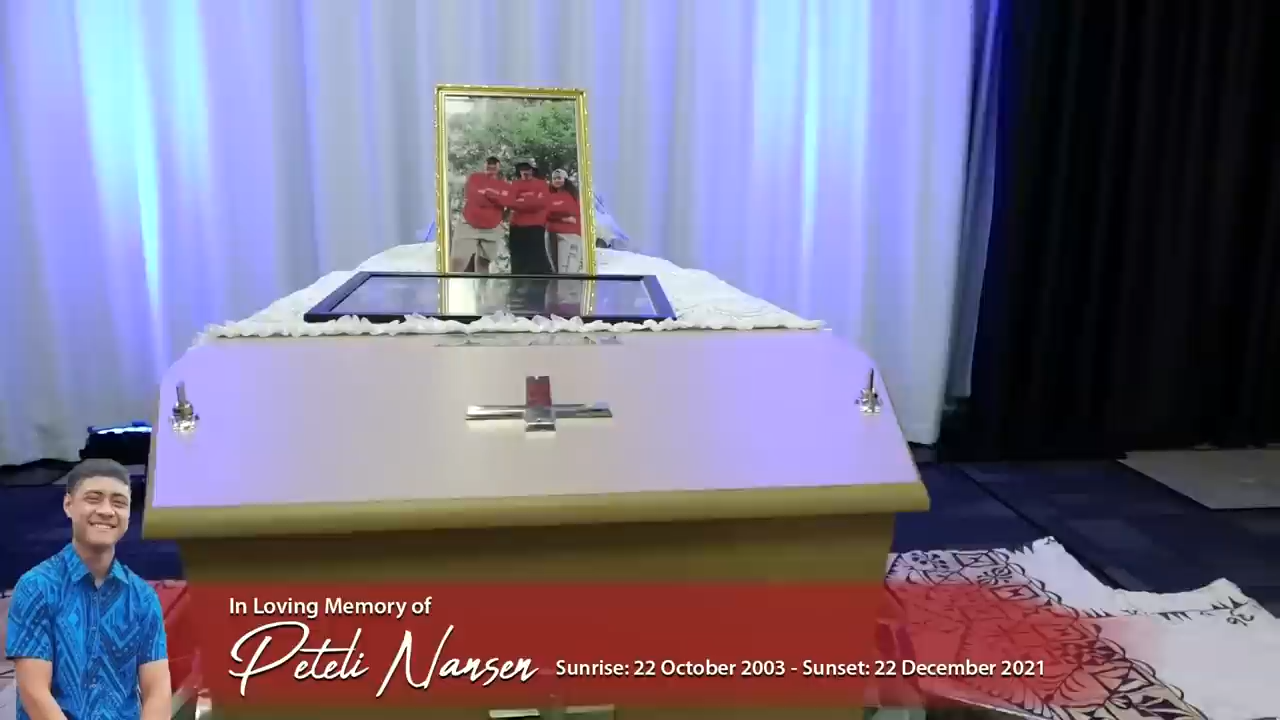 In Loving Memory of
Peteli Nansen Sunrise: 22 October 2003 - Sunset: 22 December 2021